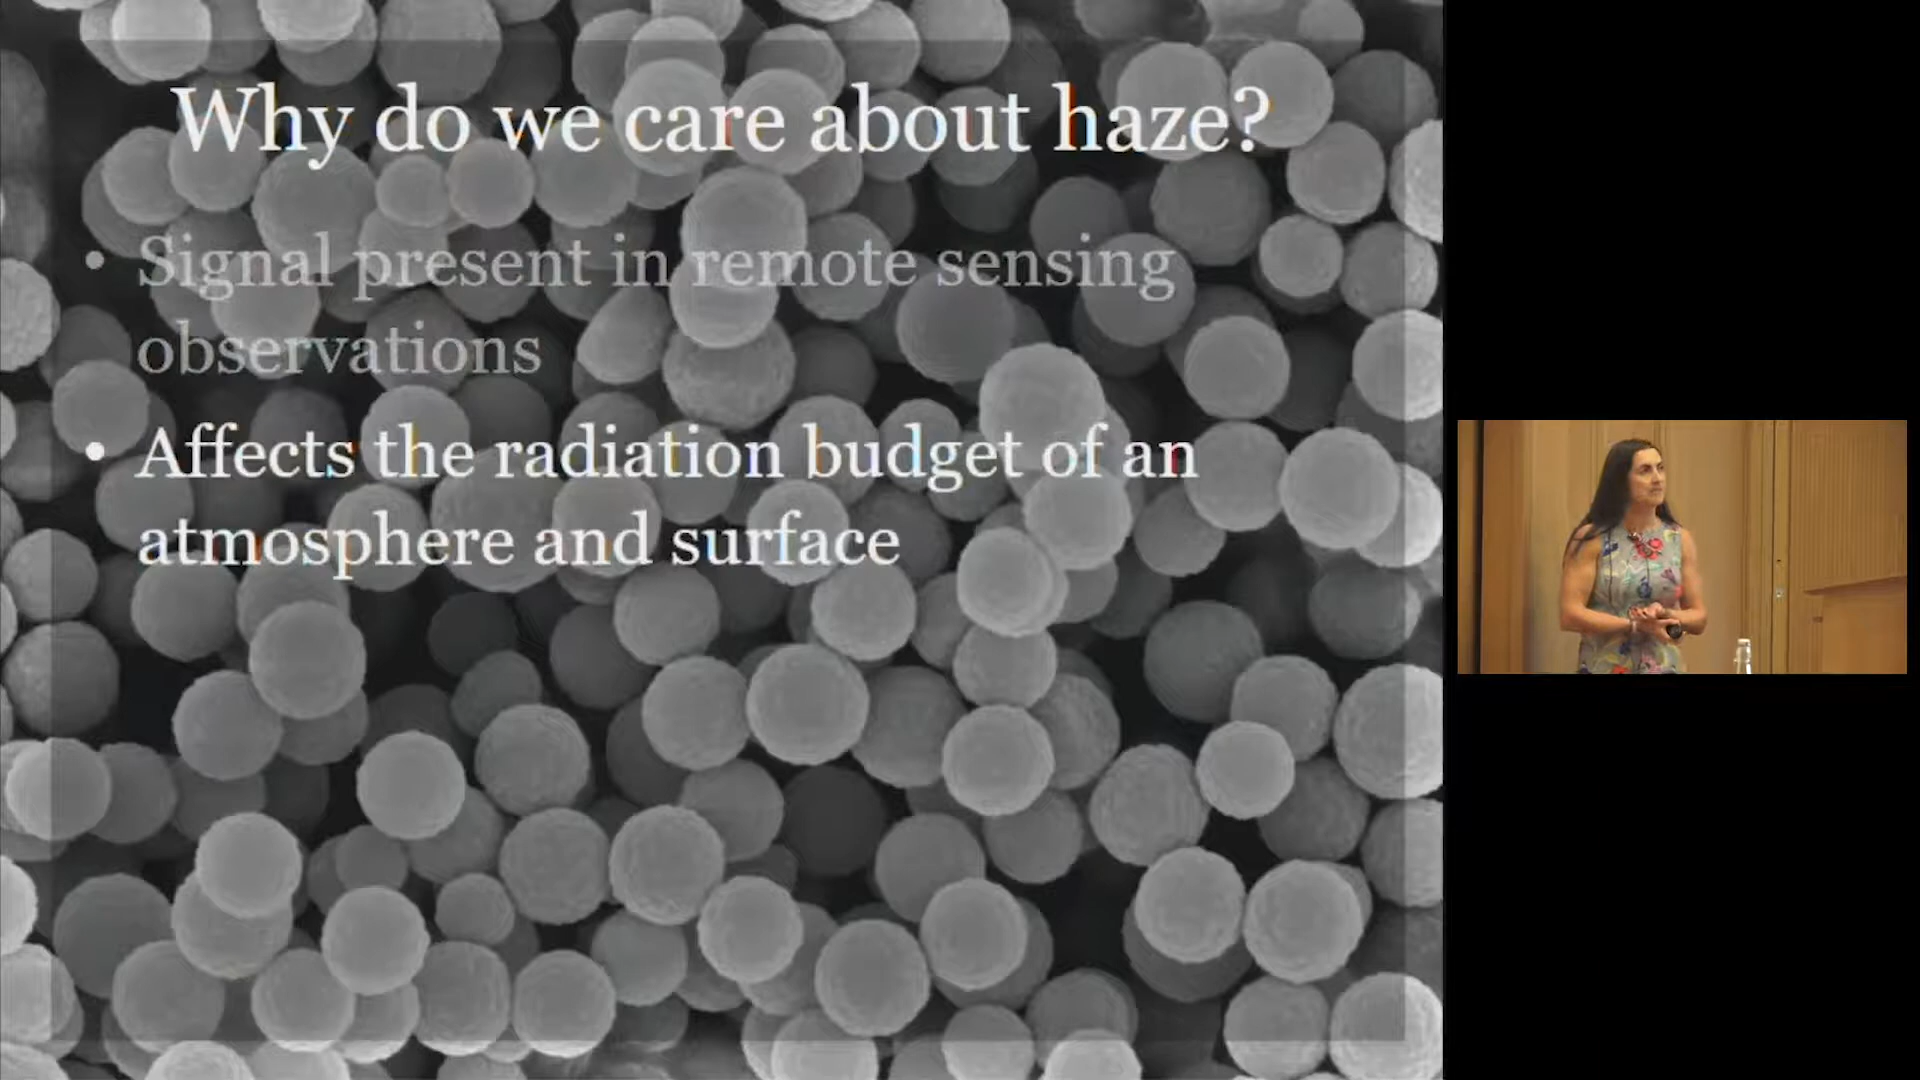 Why do we care about haze?
• Signal present in remote sensing
observations
• Affects the radiation budget of an
atmosphere and surface